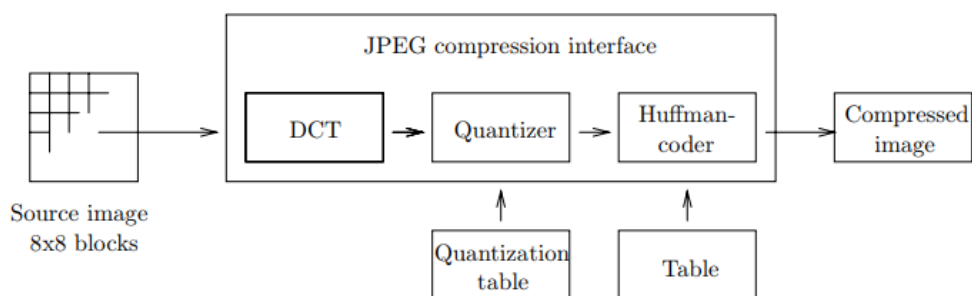 JPEG compression interface
DCT
Quantizer
Huffman-
coder
Compressed
image
Source image
8x8 blocks
Quantization
table
Table